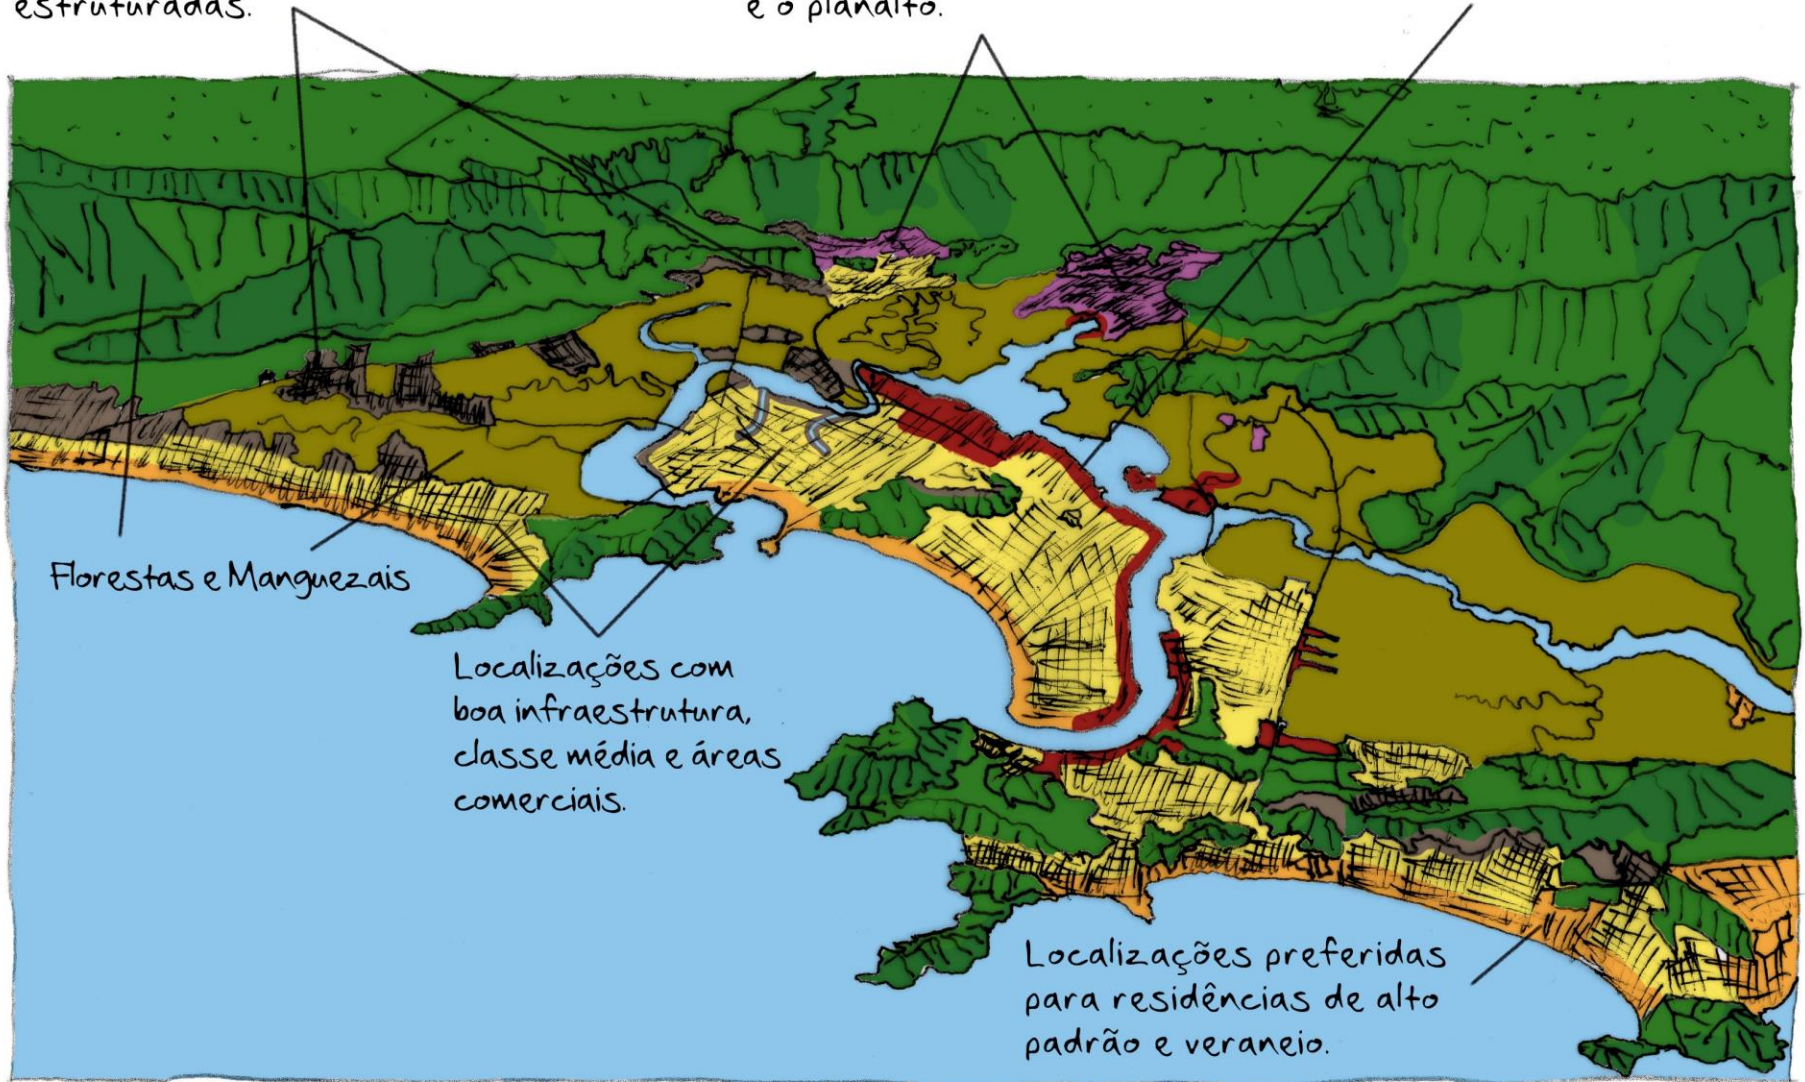 estruturadas.
e o planalto.
Florestas e Manguezais
Localizações com
boa infraestrutura,
classe média e áreas
comerciais.
Localizações preferidas
para residências de alto
padrão e veraneio.